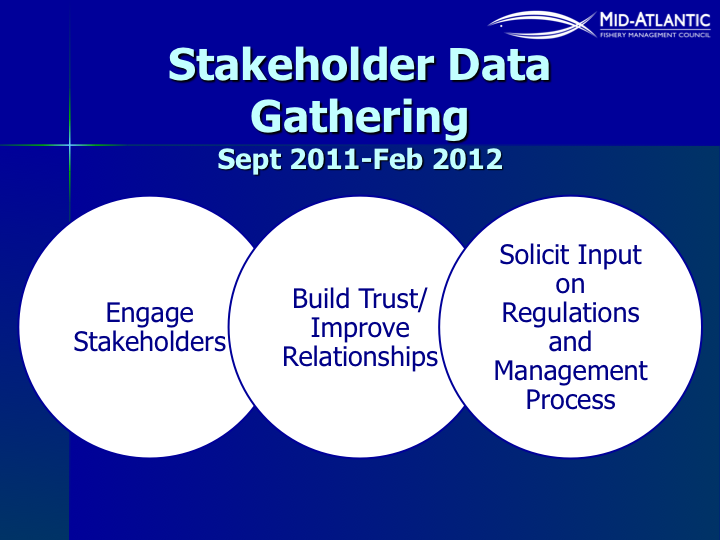 MID-ATLANTIC
FISHERY MANAGEMENT COUNCIL
Stakeholder Data
Gathering
Sept 2011-Feb 2012
Engage
Stakeholders
Build Trust/
Improve
Relationships
Solicit Input
on
Regulations
and
Management
Process